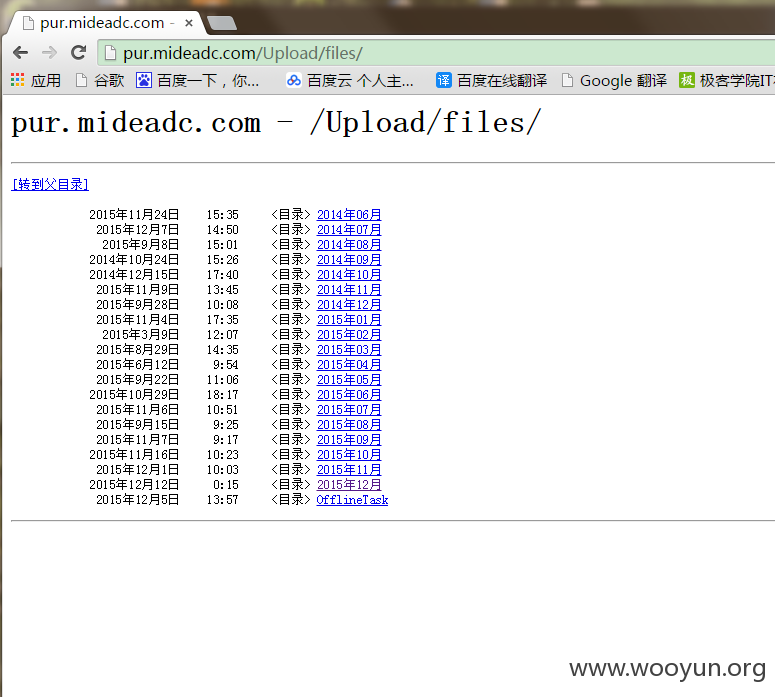 pur.mideadc.com -
pur.mideadc.com/Upload/files/
应用 谷歌 百度一下，你... 百度云 个人主... 译 百度在线翻译 Google 翻译 极 极客学院IT
pur.mideadc.com - /Upload/files/
[转到父目录]
2015年11月24日 15:35 <目录> 2014年06月
2015年12月7日 14:50 <目录> 2014年07月
2015年9月8日 15:01 <目录> 2014年08月
2014年10月24日 15:26 <目录> 2014年09月
2014年12月15日 17:40 <目录> 2014年10月
2015年11月9日 13:45 <目录> 2014年11月
2015年9月28日 10:08 <目录> 2014年12月
2015年11月4日 17:35 <目录> 2015年01月
2015年3月9日 12:07 <目录> 2015年02月
2015年8月29日 14:35 <目录> 2015年03月
2015年6月12日 9:54 <目录> 2015年04月
2015年9月22日 11:06 <目录> 2015年05月
2015年10月29日 18:17 <目录> 2015年06月
2015年11月6日 10:51 <目录> 2015年07月
2015年9月15日 9:25 <目录> 2015年08月
2015年11月7日 9:17 <目录> 2015年09月
2015年11月16日 10:23 <目录> 2015年10月
2015年12月1日 10:03 <目录> 2015年11月
2015年12月12日 0:15 <目录> 2015年12月
2015年12月5日 13:57 <目录> OfflineTask
www.wooyun.org